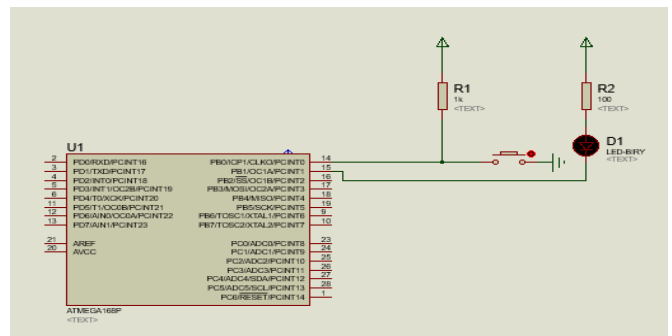 R1
1k
<TEXT>
R2
100
<TEXT>
D1
LED-BIRY
<TEXT>
U1
2 PD0/RXD/PCINT16 PB0/ICP1/CLKO/PCINT0 14
3 PD1/TXD/PCINT17 PB1/OC1A/PCINT1 15
4 PD2/INT0/PCINT18 PB2/SS/OC1B/PCINT2 16
5 PD3/INT1/OC2B/PCINT19 PB3/MOSI/OC2A/PCINT3 17
6 PD4/T0/XCK/PCINT20 PB4/MISO/PCINT4 18
11 PD5/T1/OC0B/PCINT21 PB5/SCK/PCINT5 19
12 PD6/AIN0/OC0A/PCINT22 PB6/TOSC1/XTAL1/PCINT6 9
13 PD7/AIN1/PCINT23 PB7/TOSC2/XTAL2/PCINT7 10
21 AREF PC0/ADC0/PCINT8 23
20 AVCC PC1/ADC1/PCINT9 24
PC2/ADC2/PCINT10 25
PC3/ADC3/PCINT11 26
PC4/ADC4/SDA/PCINT12 27
PC5/ADC5/SCL/PCINT13 28
PC6/RESET/PCINT14 1
ATMEGA168P
<TEXT>